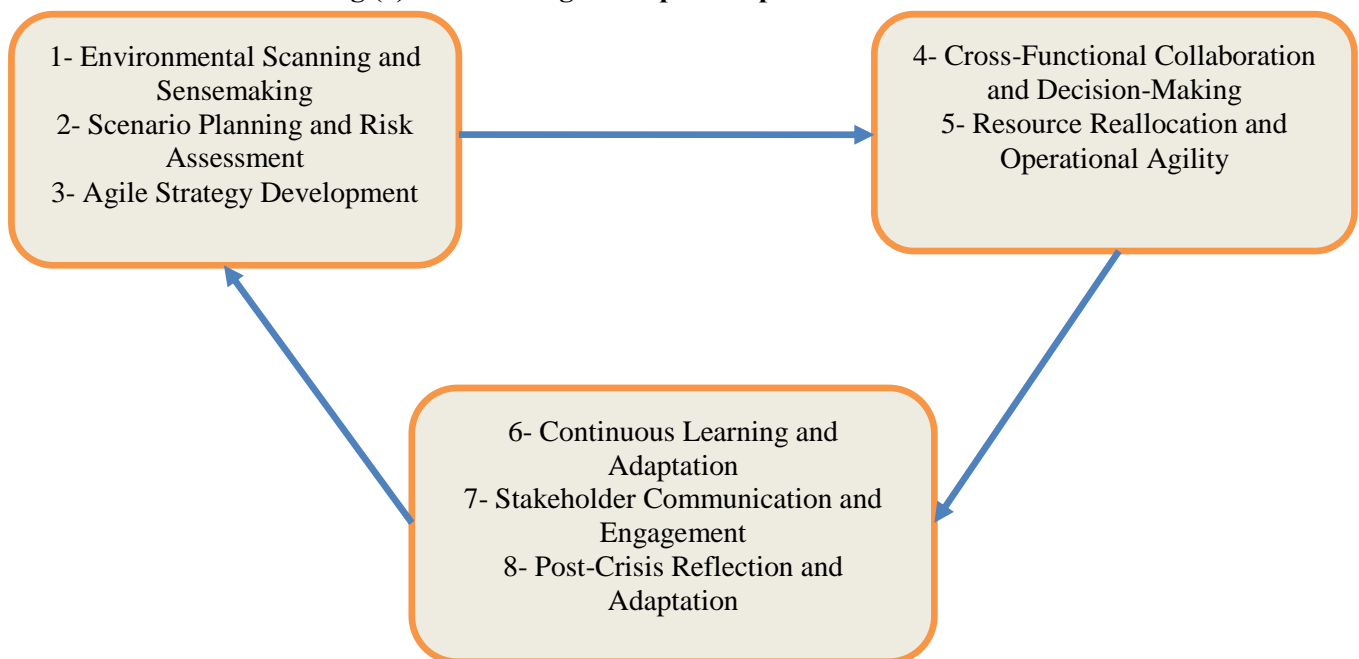 1- Environmental Scanning and
Sensemaking
2- Scenario Planning and Risk
Assessment
3- Agile Strategy Development
4- Cross-Functional Collaboration
and Decision-Making
5- Resource Reallocation and
Operational Agility
6- Continuous Learning and
Adaptation
7- Stakeholder Communication and
Engagement
8- Post-Crisis Reflection and
Adaptation